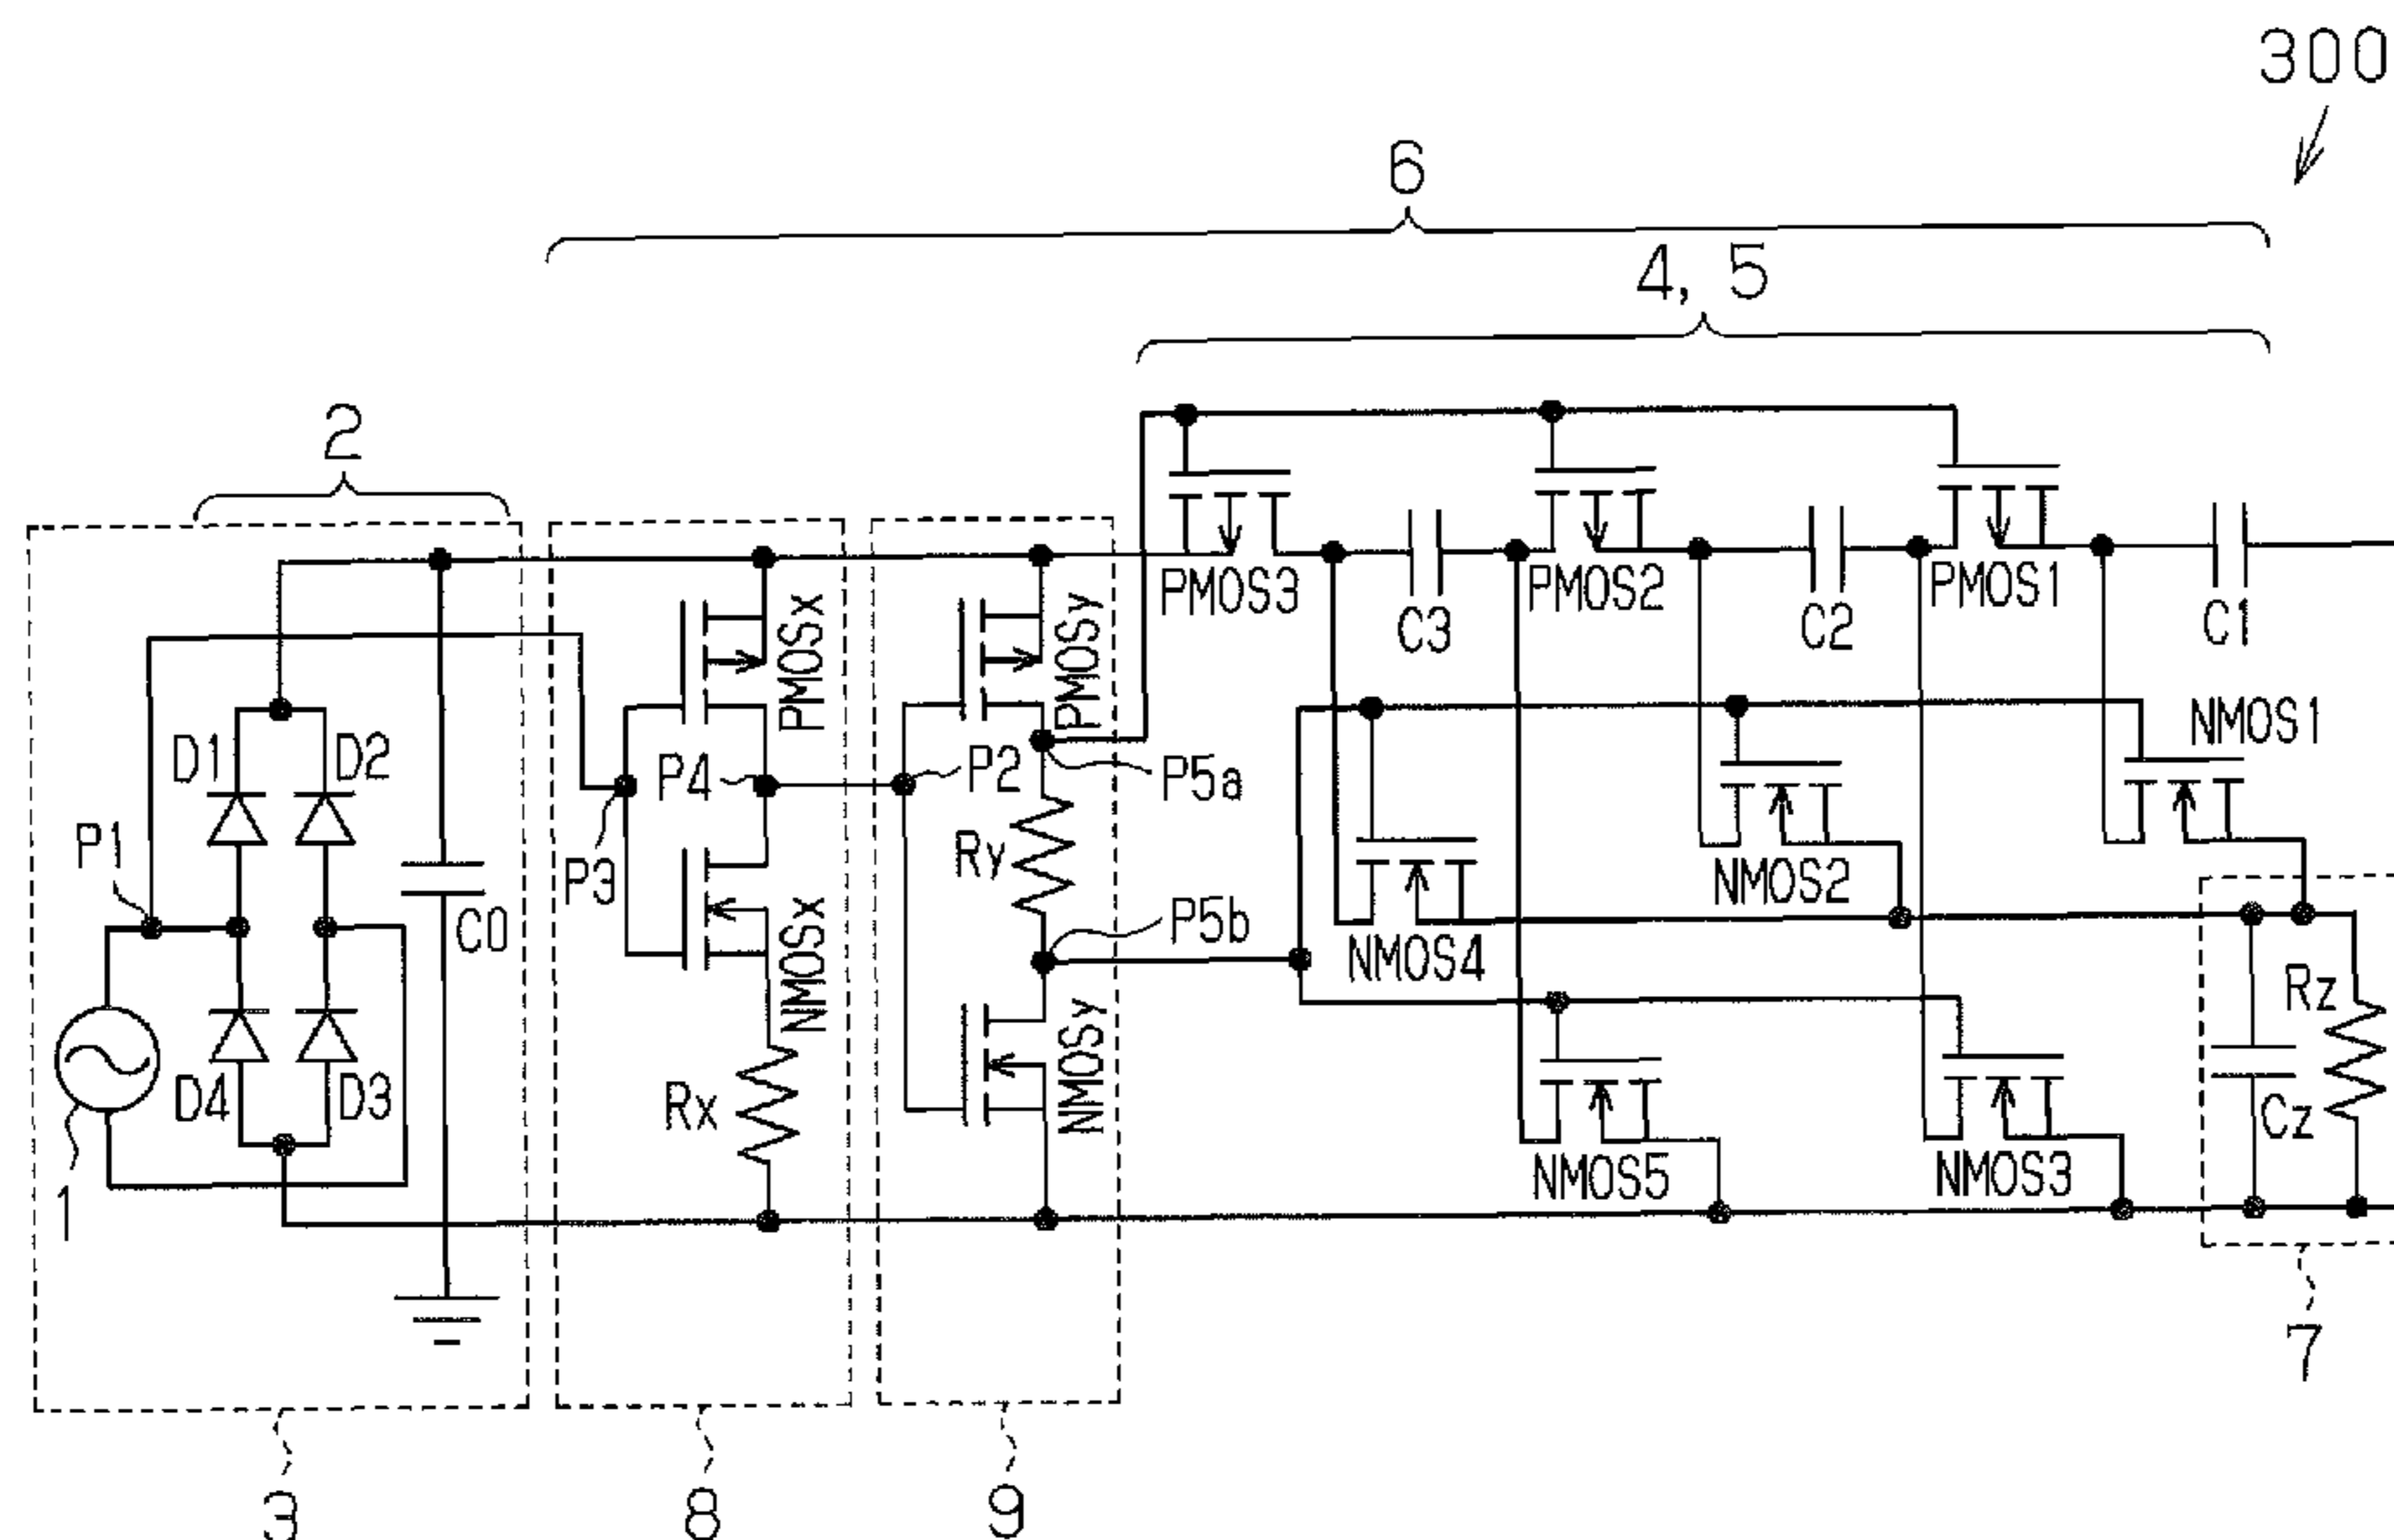 300
6
4, 5
2
PMOS3
C3
PMOS2
C2
PMOS1
C1
PMOSx
PMOSy
NMOS1
D1
D2
P4
P2
P5a
P1
P3
Ry
NMOS2
C0
NMOSx
P5b
NMOS4
Rz
D4
D3
Rx
NMOSy
Cz
1
NMOS5
NMOS3
7
3
8
9